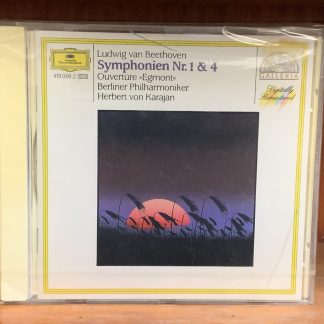 Deutsche
Grammophon
Ludwig van Beethoven
Symphonien Nr. 1 & 4
Ouvertüre »Egmont«
Berliner Philharmoniker
Herbert von Karajan
GALLERIA
Digitally
Remastered